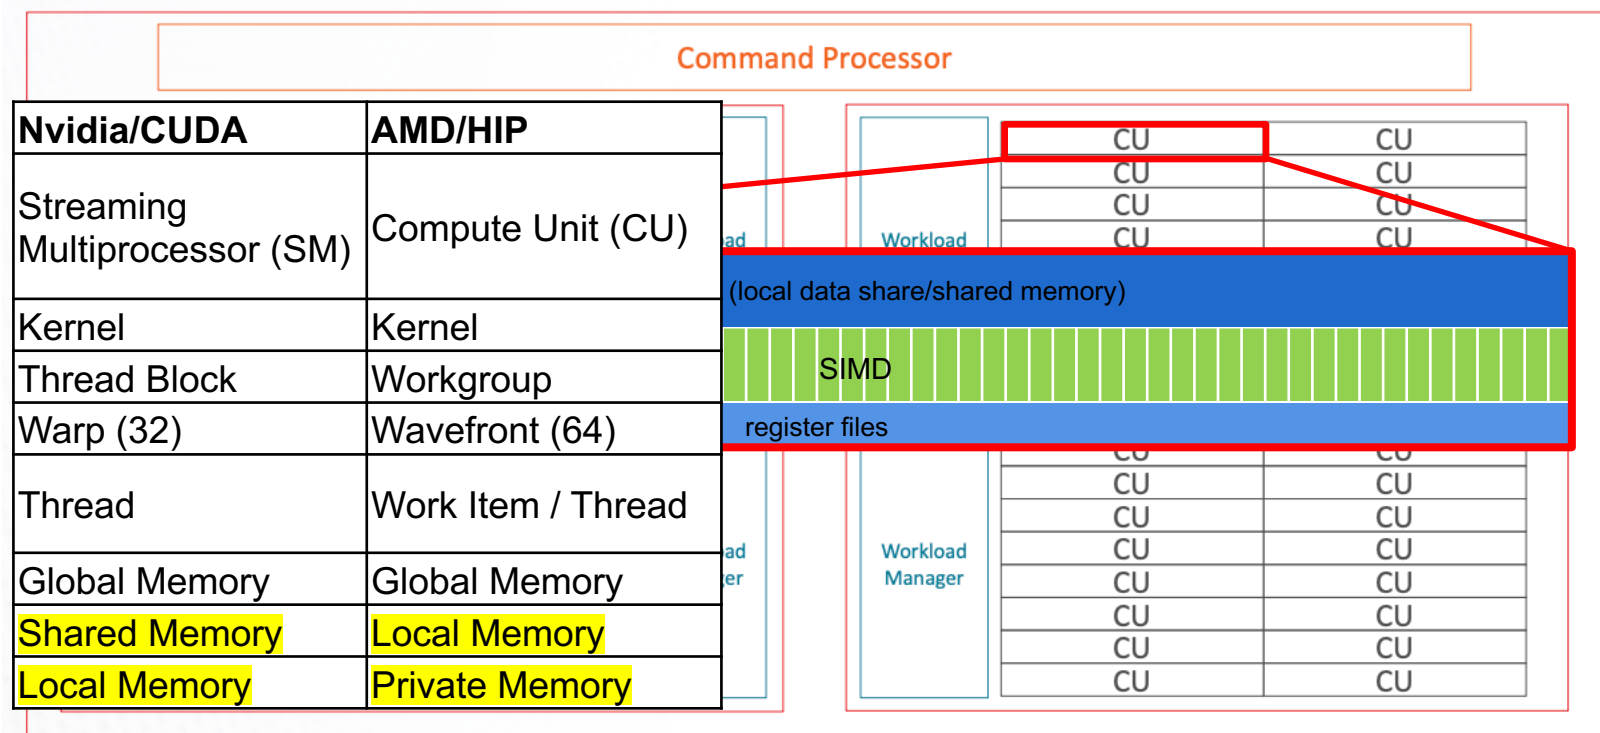 Command Processor
Nvidia/CUDA AMD/HIP
Streaming Multiprocessor (SM) Compute Unit (CU)
Kernel Kernel
Thread Block Workgroup
Warp (32) Wavefront (64)
Thread Work Item / Thread
Global Memory Global Memory
Shared Memory Local Memory
Local Memory Private Memory
Workload
CU CU
CU CU
CU CU
CU CU
(local data share/shared memory)
SIMD
register files
CU CU
CU CU
CU CU
Workload
Manager
CU CU
CU CU
CU CU
CU CU
CU CU